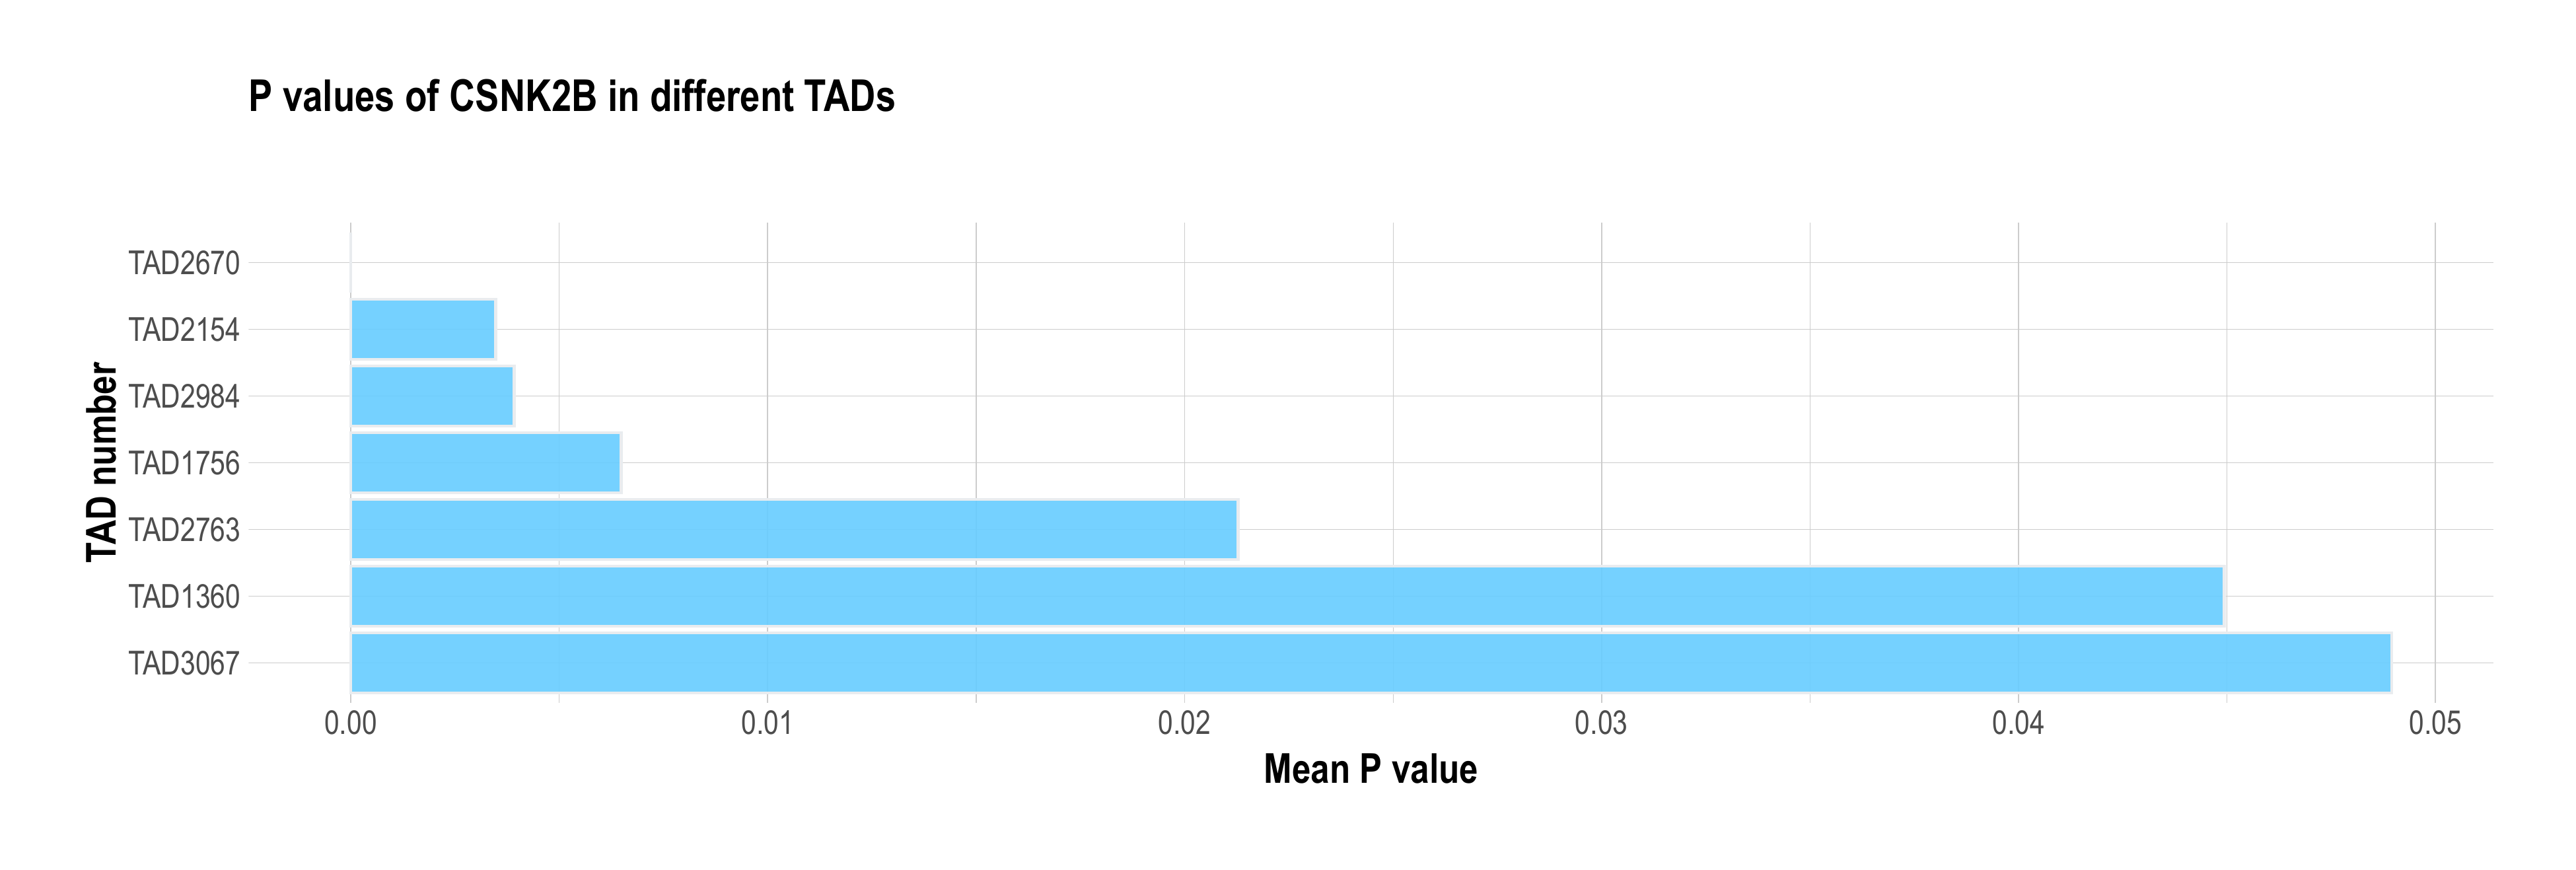 P values of CSNK2B in different TADs
TAD number
TAD2670
TAD2154
TAD2984
TAD1756
TAD2763
TAD1360
TAD3067
0.00 0.01 0.02 0.03 0.04 0.05
Mean P value